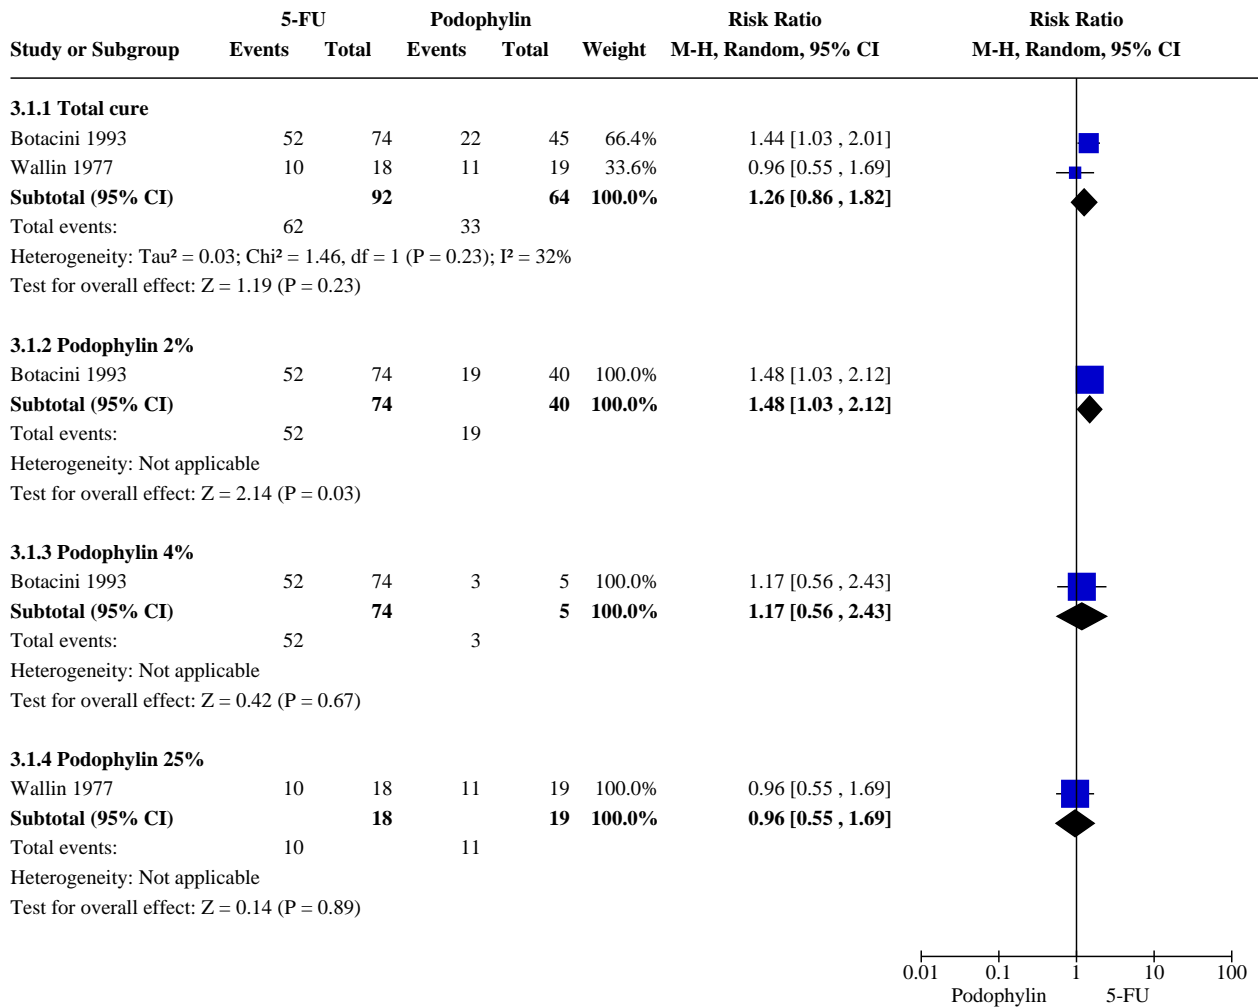 5-FU Podophylin Risk Ratio Risk Ratio
Study or Subgroup Events Total Events Total Weight M-H, Random, 95% CI M-H, Random, 95% CI
3.1.1 Total cure
Botacini 1993 52 74 22 45 66.4% 1.44 [1.03 , 2.01]
Wallin 1977 10 18 11 19 33.6% 0.96 [0.55 , 1.69]
Subtotal (95% CI) 92 64 100.0% 1.26 [0.86 , 1.82]
Total events: 62 33
Heterogeneity: Tau² = 0.03; Chi² = 1.46, df = 1 (P = 0.23); I² = 32%
Test for overall effect: Z = 1.19 (P = 0.23)
3.1.2 Podophylin 2%
Botacini 1993 52 74 19 40 100.0% 1.48 [1.03 , 2.12]
Subtotal (95% CI) 74 40 100.0% 1.48 [1.03 , 2.12]
Total events: 52 19
Heterogeneity: Not applicable
Test for overall effect: Z = 2.14 (P = 0.03)
3.1.3 Podophylin 4%
Botacini 1993 52 74 3 5 100.0% 1.17 [0.56 , 2.43]
Subtotal (95% CI) 74 5 100.0% 1.17 [0.56 , 2.43]
Total events: 52 3
Heterogeneity: Not applicable
Test for overall effect: Z = 0.42 (P = 0.67)
3.1.4 Podophylin 25%
Wallin 1977 10 18 11 19 100.0% 0.96 [0.55 , 1.69]
Subtotal (95% CI) 18 19 100.0% 0.96 [0.55 , 1.69]
Total events: 10 11
Heterogeneity: Not applicable
Test for overall effect: Z = 0.14 (P = 0.89)
0.01 0.1 1 10 100
Podophylin 5-FU